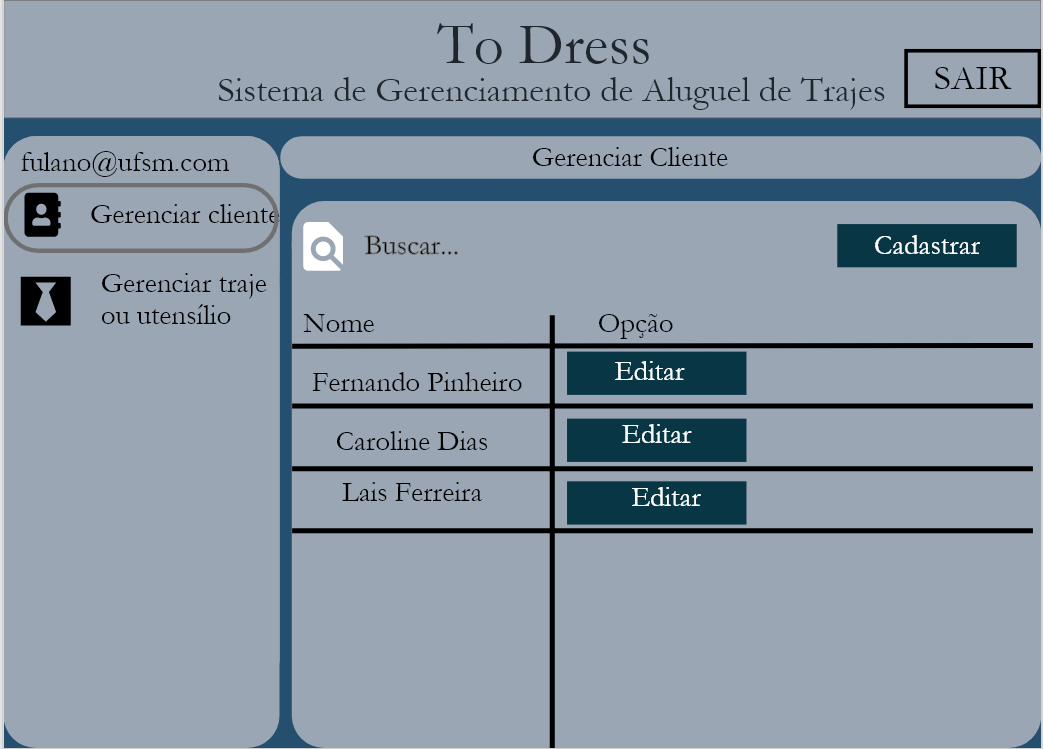 To Dress
Sistema de Gerenciamento de Aluguel de Trajes
SAIR
fulano@ufsm.com
Gerenciar cliente
Gerenciar traje
ou utensílio
Gerenciar Cliente
Buscar...
Cadastrar
Nome
Opção
Fernando Pinheiro
Editar
Caroline Dias
Editar
Lais Ferreira
Editar